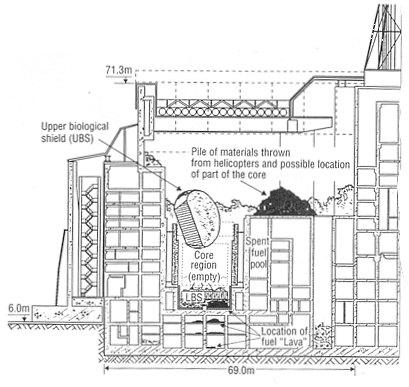 71.3m
Upper biological
shield (UBS)
Pile of materials thrown
from helicopters and possible location
of part of the core
Core
region
(empty)
Spent
fuel
pool
LBS
6.0m
Location of
fuel "Lava"
69.0m